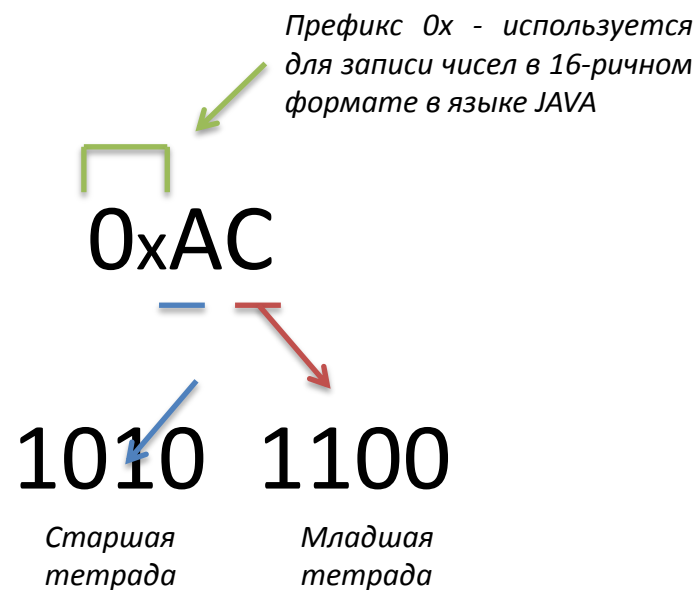 Префикс 0x - используется
для записи чисел в 16-ричном
формате в языке JAVA
0xAC
1010 1100
Старшая Младшая
тетрада тетрада